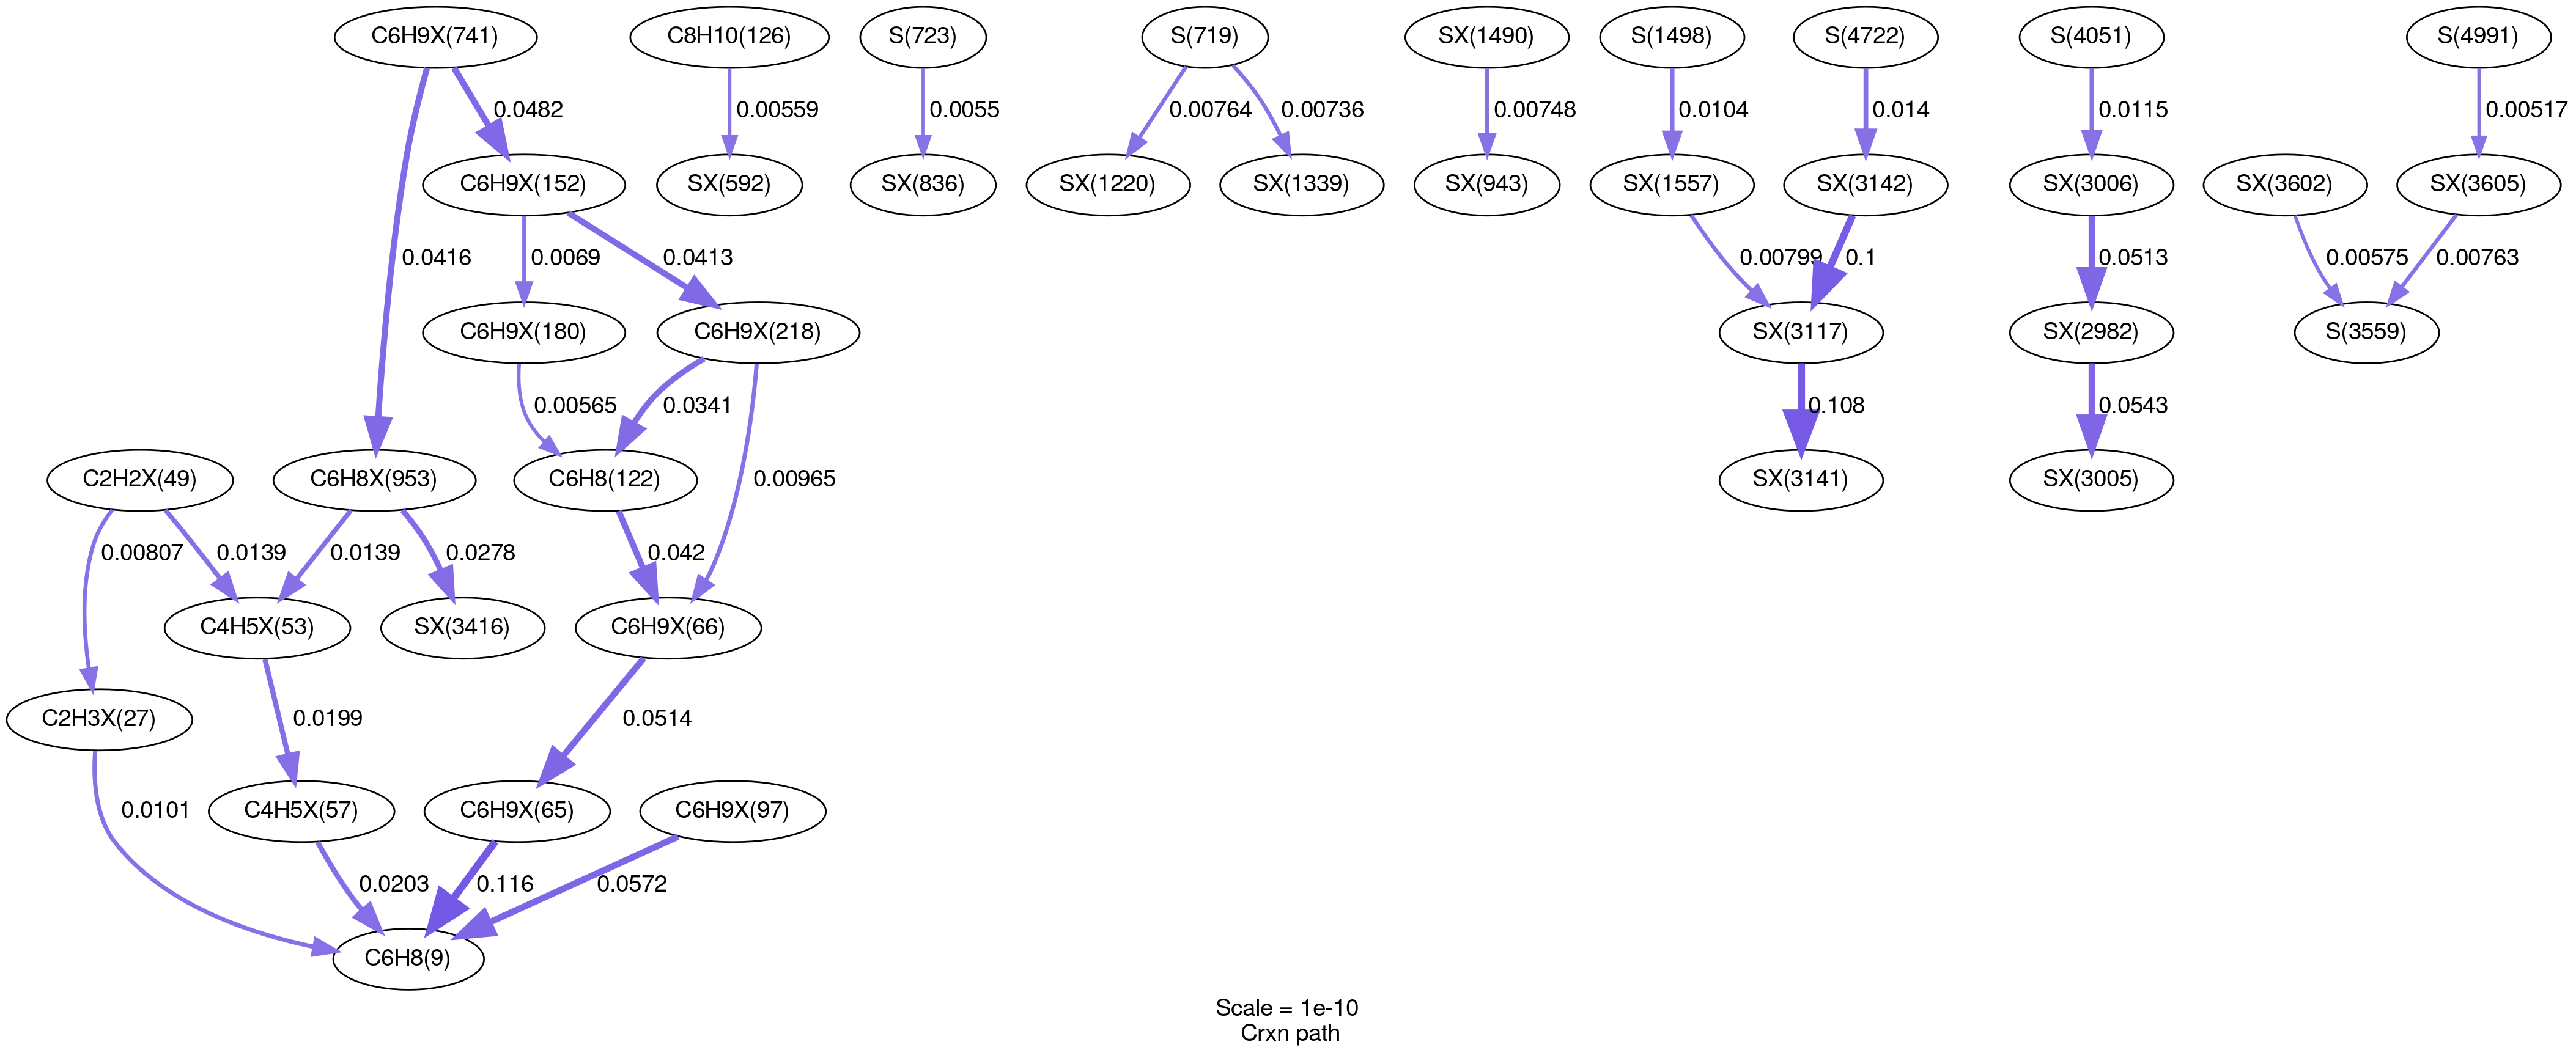 C6H9X(741)
C8H10(126)
S(723)
S(719)
SX(1490)
S(1498)
S(4722)
S(4051)
S(4991)
0.0482
0.00559
0.0055
0.00764
0.00736
0.00748
0.0104
0.014
0.0115
0.00517
C6H9X(152)
SX(592)
SX(836)
SX(1220)
SX(1339)
SX(943)
SX(1557)
SX(3142)
SX(3006)
SX(3602)
SX(3605)
0.0416
0.0069
0.0413
0.00799
0.1
0.0513
0.00575
0.00763
C6H9X(180)
C6H9X(218)
SX(3117)
SX(2982)
S(3559)
0.00565
0.0341
0.108
0.0543
C2H2X(49)
C6H8X(953)
C6H8(122)
0.00965
SX(3141)
SX(3005)
0.00807
0.0139
0.0139
0.0278
0.042
C4H5X(53)
SX(3416)
C6H9X(66)
C2H3X(27)
0.0199
0.0514
0.0101
C4H5X(57)
C6H9X(65)
C6H9X(97)
0.0203
0.116
0.0572
C6H8(9)
Scale = 1e-10
Crxn path